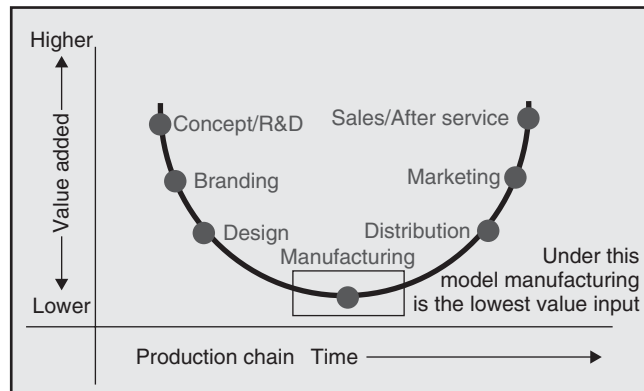 Higher
Value added
Lower
Concept/R&D
Sales/After service
Branding
Marketing
Design
Distribution
Manufacturing
Under this
model manufacturing
is the lowest value input
Production chain Time